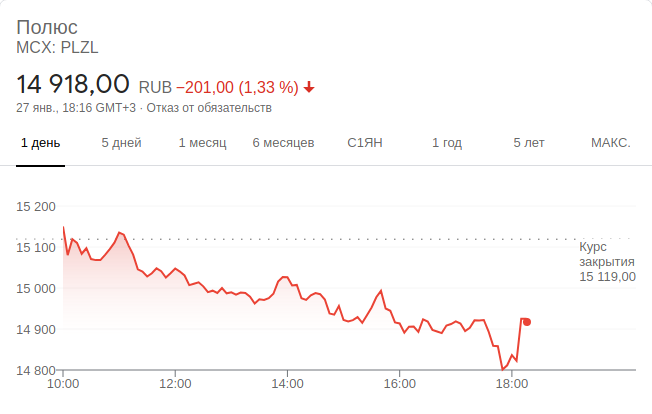 Полюс
MCX: PLZL
14 918,00 RUB −201,00 (1,33 %)
27 янв., 18:16 GMT+3 · Отказ от обязательств
1 день 5 дней 1 месяц 6 месяцев С1ЯН 1 год 5 лет МАКС.
15 200
15 100
15 000
14 900
14 800
Курс
закрытия
15 119,00
10:00 12:00 14:00 16:00 18:00